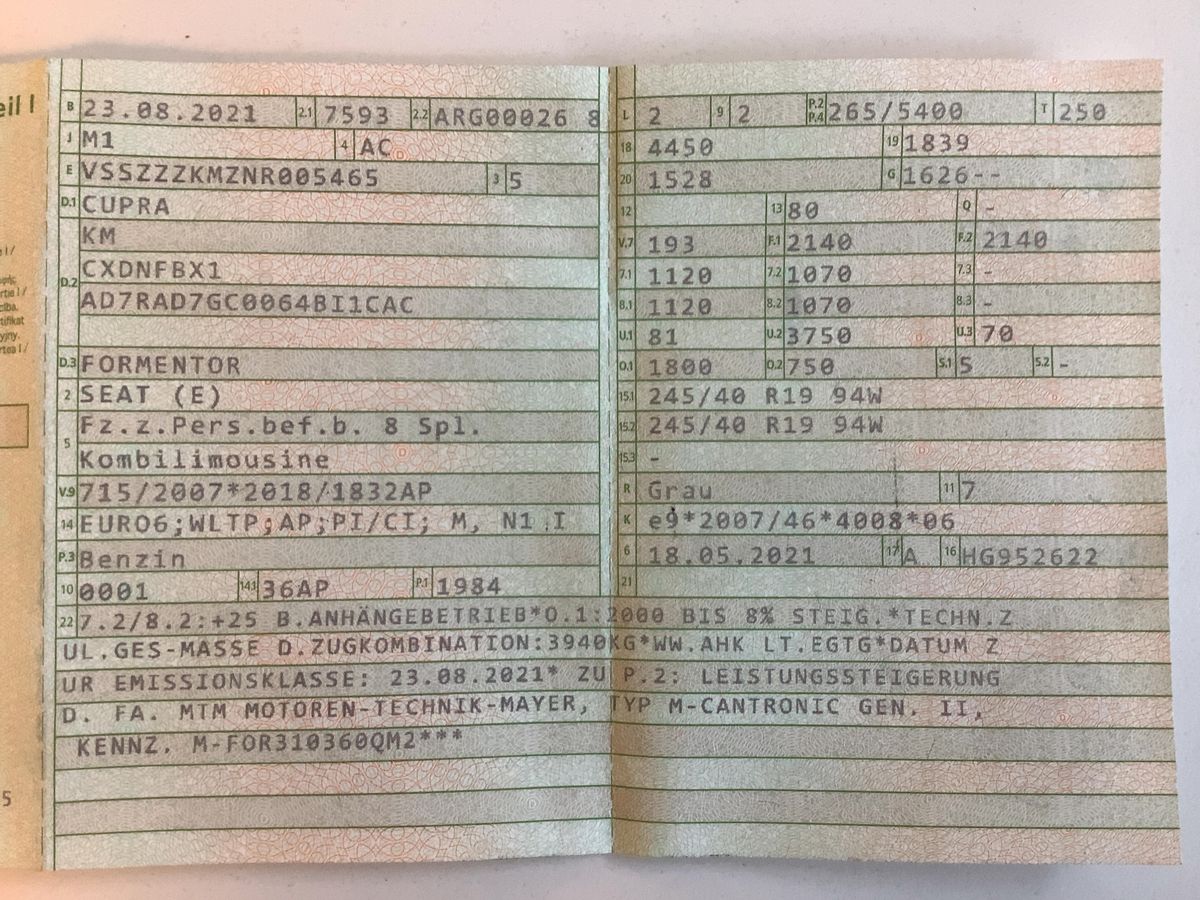 eil I
B 23.08.2021 2.1 7593 2.2 ARG00026 8
J M1 4 AC
E VSSZZZKMZNR005465 3 5
D.1 CUPRA
D.2 KM
CXDNFBX1
AD7RAD7GC0064BI1CAC
D.3 FORMENTOR
2 SEAT (E)
5 Fz.z.Pers.bef.b. 8 Spl.
Kombilimousine
V.9 715/2007*2018/1832AP
14 EURO6;WLTP;AP;PI/CI; M, N1 I
P.3 Benzin
10 0001 14.1 36AP P.1 1984
L 2 9 2 P.2 P.4 265/5400 T 250
18 4450 19 1839
20 1528 G 1626--
12 13 80 Q -
V.7 193 F.1 2140 F.2 2140
7.1 1120 7.2 1070 7.3 -
8.1 1120 8.2 1070 8.3 -
U.1 81 U.2 3750 U.3 70
O.1 1800 O.2 750 S.1 5 S.2 -
15.1 245/40 R19 94W
15.2 245/40 R19 94W
15.3 -
R Grau 11 7
K e9*2007/46*4008*06
6 18.05.2021 17 A 16 HG952622
21
22 7.2/8.2:+25 B.ANHÄNGEBETRIEB*O.1:2000 BIS 8% STEIG.*TECHN.Z
UL.GES-MASSE D.ZUGKOMBINATION:3940KG*WW.AHK LT.EGTG*DATUM Z
UR EMISSIONSKLASSE: 23.08.2021* ZU P.2: LEISTUNGSSTEIGERUNG
D. FA. MTM MOTOREN-TECHNIK-MAYER, TYP M-CANTRONIC GEN. II,
KENNZ. M-FOR310360QM2***
5